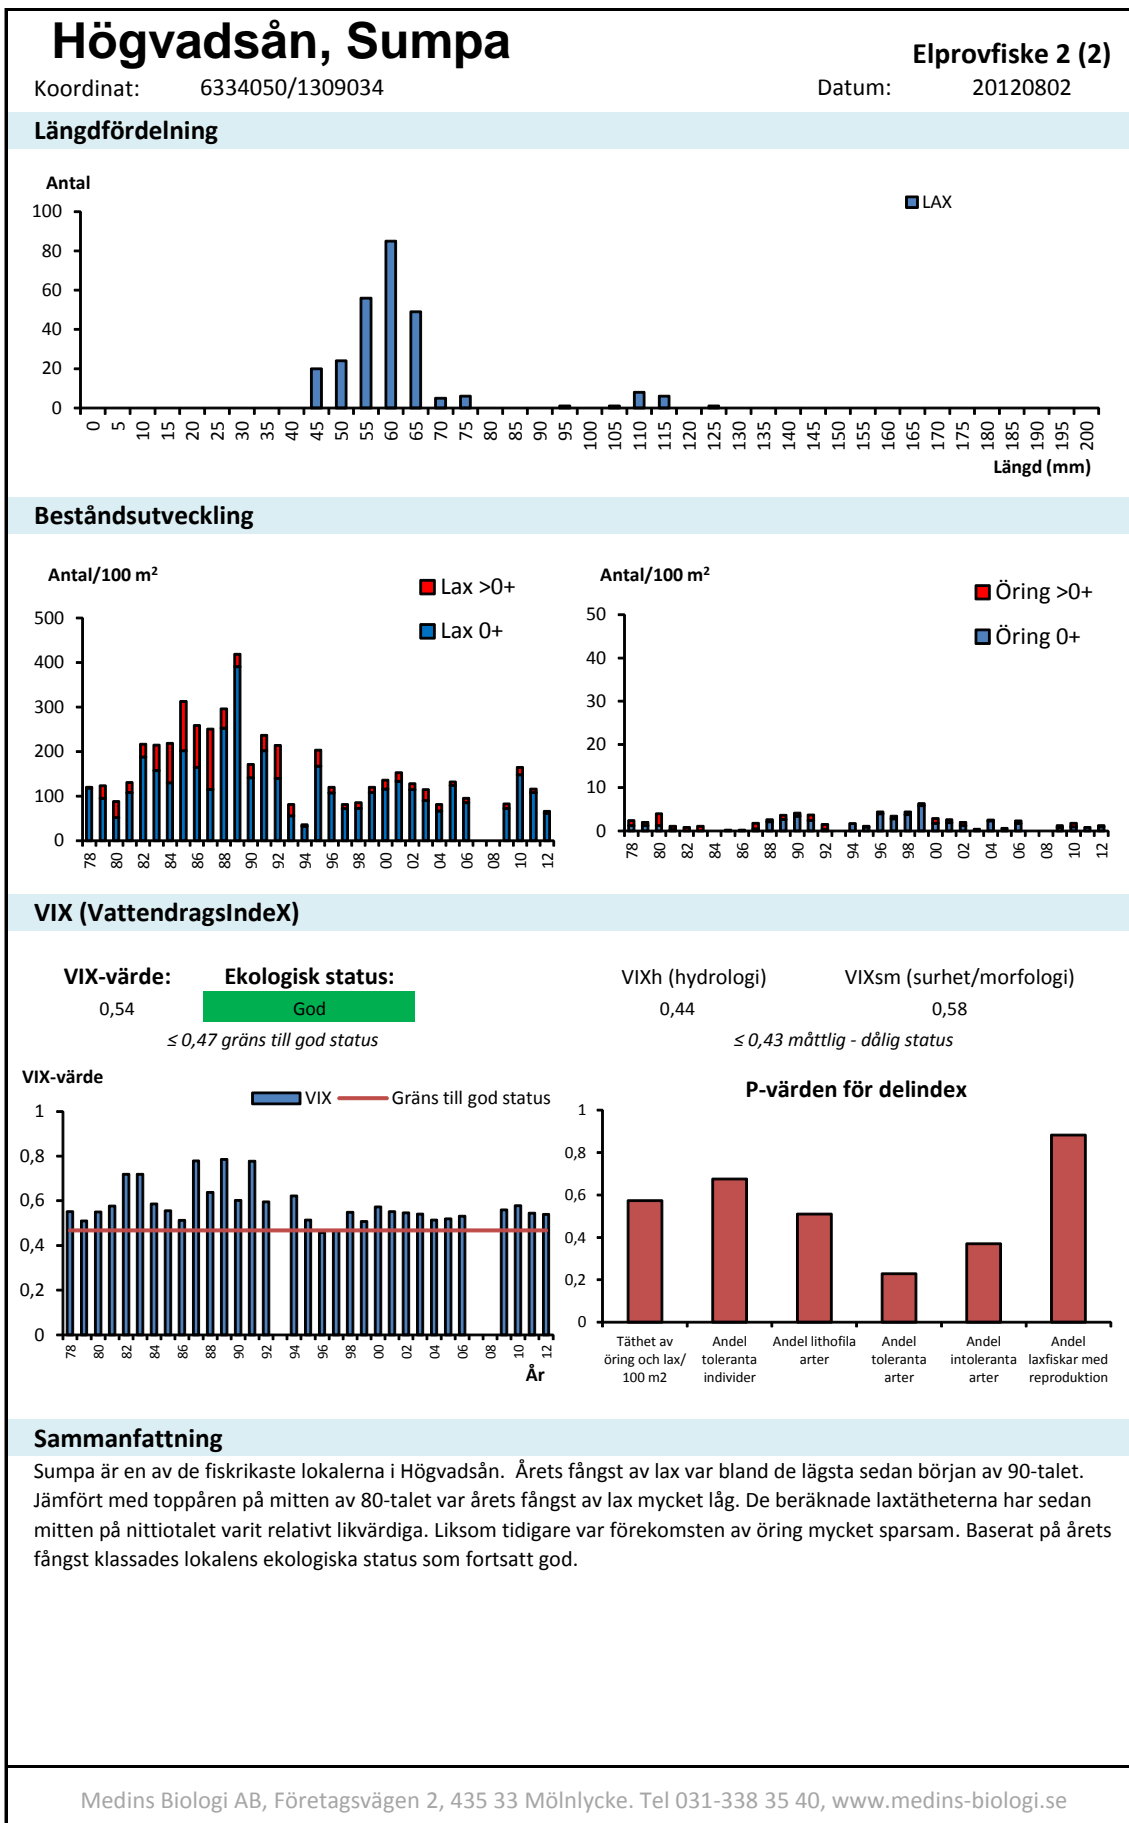 Högvadsån, Sumpa
Elprovfiske 2 (2)
Koordinat: 6334050/1309034 Datum: 20120802
Längdfördelning
Antal
LAX
100
80
60
40
20
0
0 5 10 15 20 25 30 35 40 45 50 55 60 65 70 75 80 85 90 95 100 105 110 115 120 125 130 135 140 145 150 155 160 165 170 175 180 185 190 195 200
Längd (mm)
Beståndsutveckling
Antal/100 m²
Lax >0+
Lax 0+
500
400
300
200
100
0
78 80 82 84 86 88 90 92 94 96 98 00 02 04 06 08 10 12
Antal/100 m²
Öring >0+
Öring 0+
50
40
30
20
10
0
78 80 82 84 86 88 90 92 94 96 98 00 02 04 06 08 10 12
VIX (VattendragsIndeX)
VIX-värde: Ekologisk status: VIXh (hydrologi) VIXsm (surhet/morfologi)
0,54 God 0,44 0,58
≤ 0,47 gräns till god status ≤ 0,43 måttlig - dålig status
VIX-värde
VIX Gräns till god status
1
0,8
0,6
0,4
0,2
0
78 80 82 84 86 88 90 92 94 96 98 00 02 04 06 08 10 12
År
P-värden för delindex
1
0,8
0,6
0,4
0,2
0
Täthet av
öring och lax/
100 m2
Andel
toleranta
individer
Andel lithofila
arter
Andel
toleranta
arter
Andel
intoleranta
arter
Andel
laxfiskar med
reproduktion
Sammanfattning
Sumpa är en av de fiskrikaste lokalerna i Högvadsån. Årets fångst av lax var bland de lägsta sedan början av 90-talet.
Jämfört med toppåren på mitten av 80-talet var årets fångst av lax mycket låg. De beräknade laxtätheterna har sedan
mitten på nittiotalet varit relativt likvärdiga. Liksom tidigare var förekomsten av öring mycket sparsam. Baserat på årets
fångst klassades lokalens ekologiska status som fortsatt god.
Medins Biologi AB, Företagsvägen 2, 435 33 Mölnlycke. Tel 031-338 35 40, www.medins-biologi.se